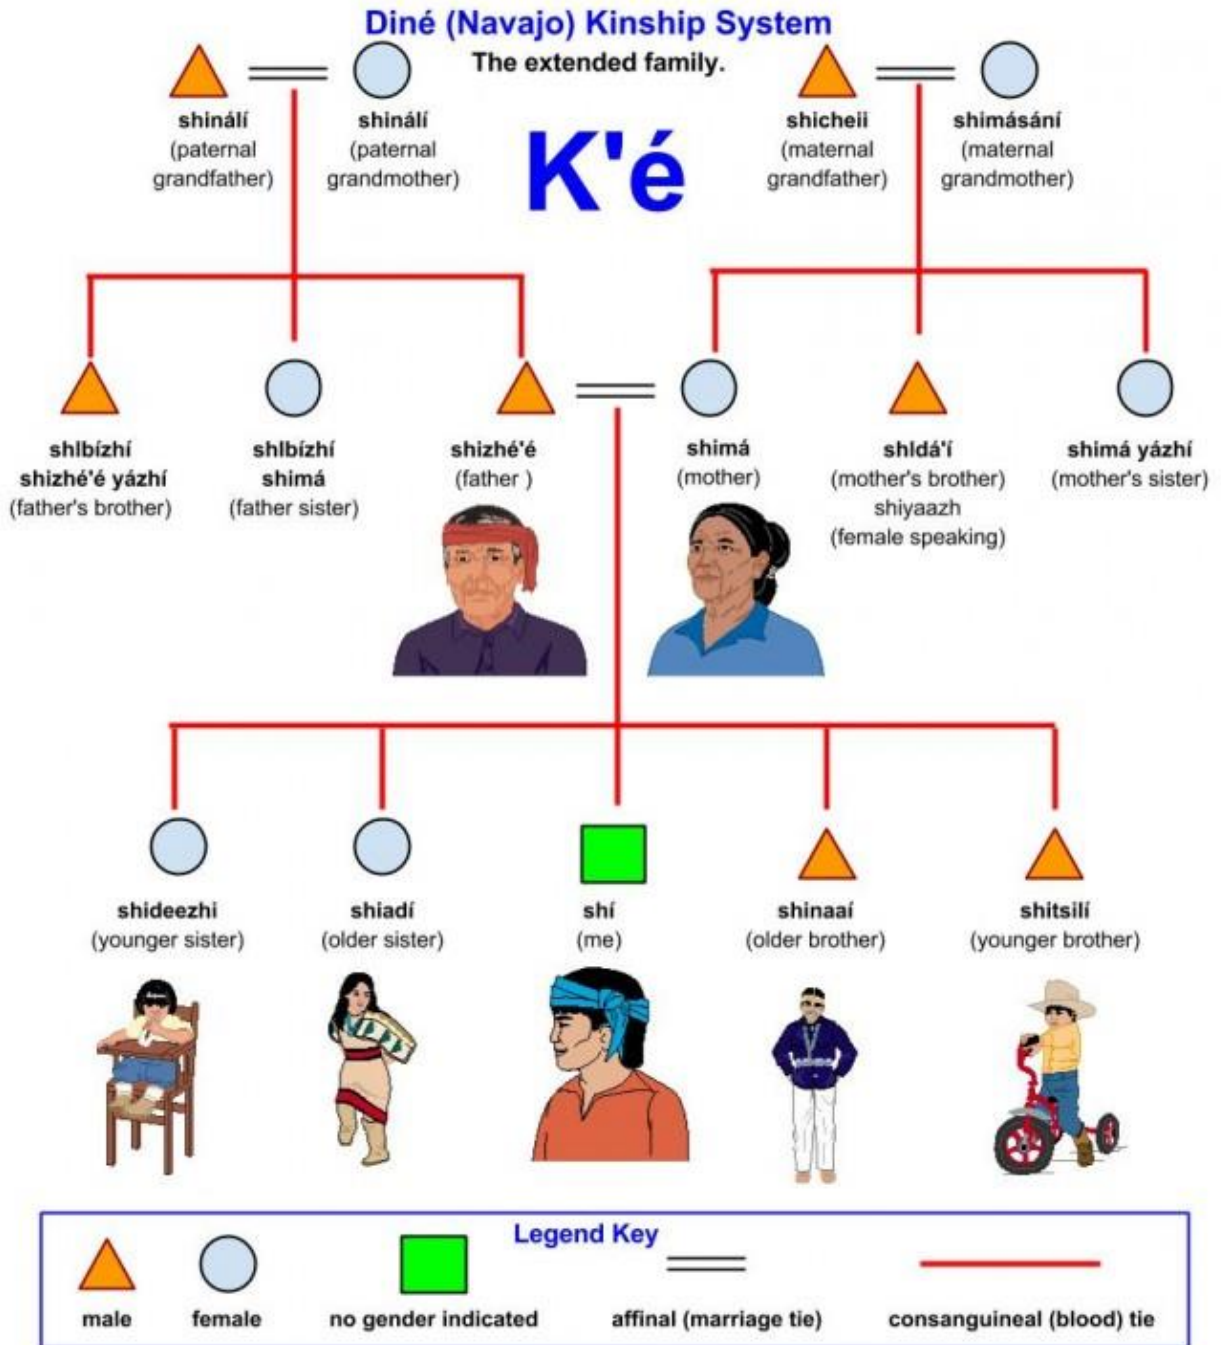 Diné (Navajo) Kinship System
The extended family.
K'é
shinálí
(paternal
grandfather)
shinálí
(paternal
grandmother)
shicheii
(maternal
grandfather)
shimásání
(maternal
grandmother)
shIbízhí
shizhé'é yázhí
(father's brother)
shIbízhí
shimá
(father sister)
shizhé'é
(father )
shimá
(mother)
shIdá'í
(mother's brother)
shiyaazh
(female speaking)
shimá yázhí
(mother's sister)
shideezhi
(younger sister)
shiadí
(older sister)
shí
(me)
shinaaí
(older brother)
shitsilí
(younger brother)
Legend Key
male
female
no gender indicated
affinal (marriage tie)
consanguineal (blood) tie